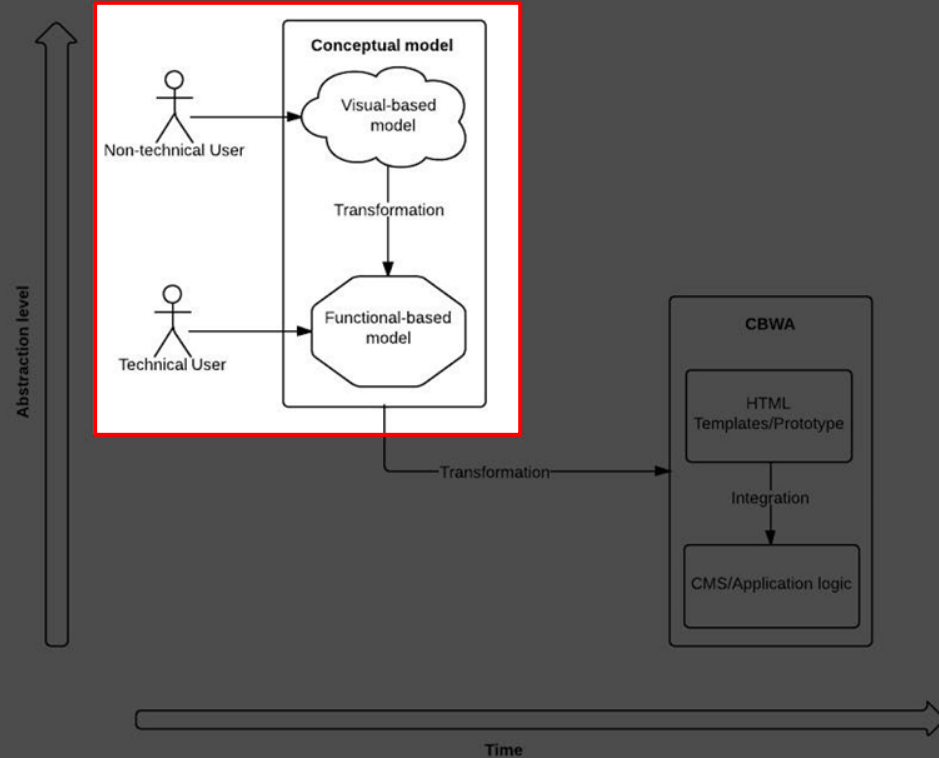 Conceptual model
Visual-based
model
Non-technical User
Transformation
Functional-based
model
Technical User
Abstraction level
CBWA
HTML
Templates/Prototype
Transformation
Integration
CMS/Application logic
Time